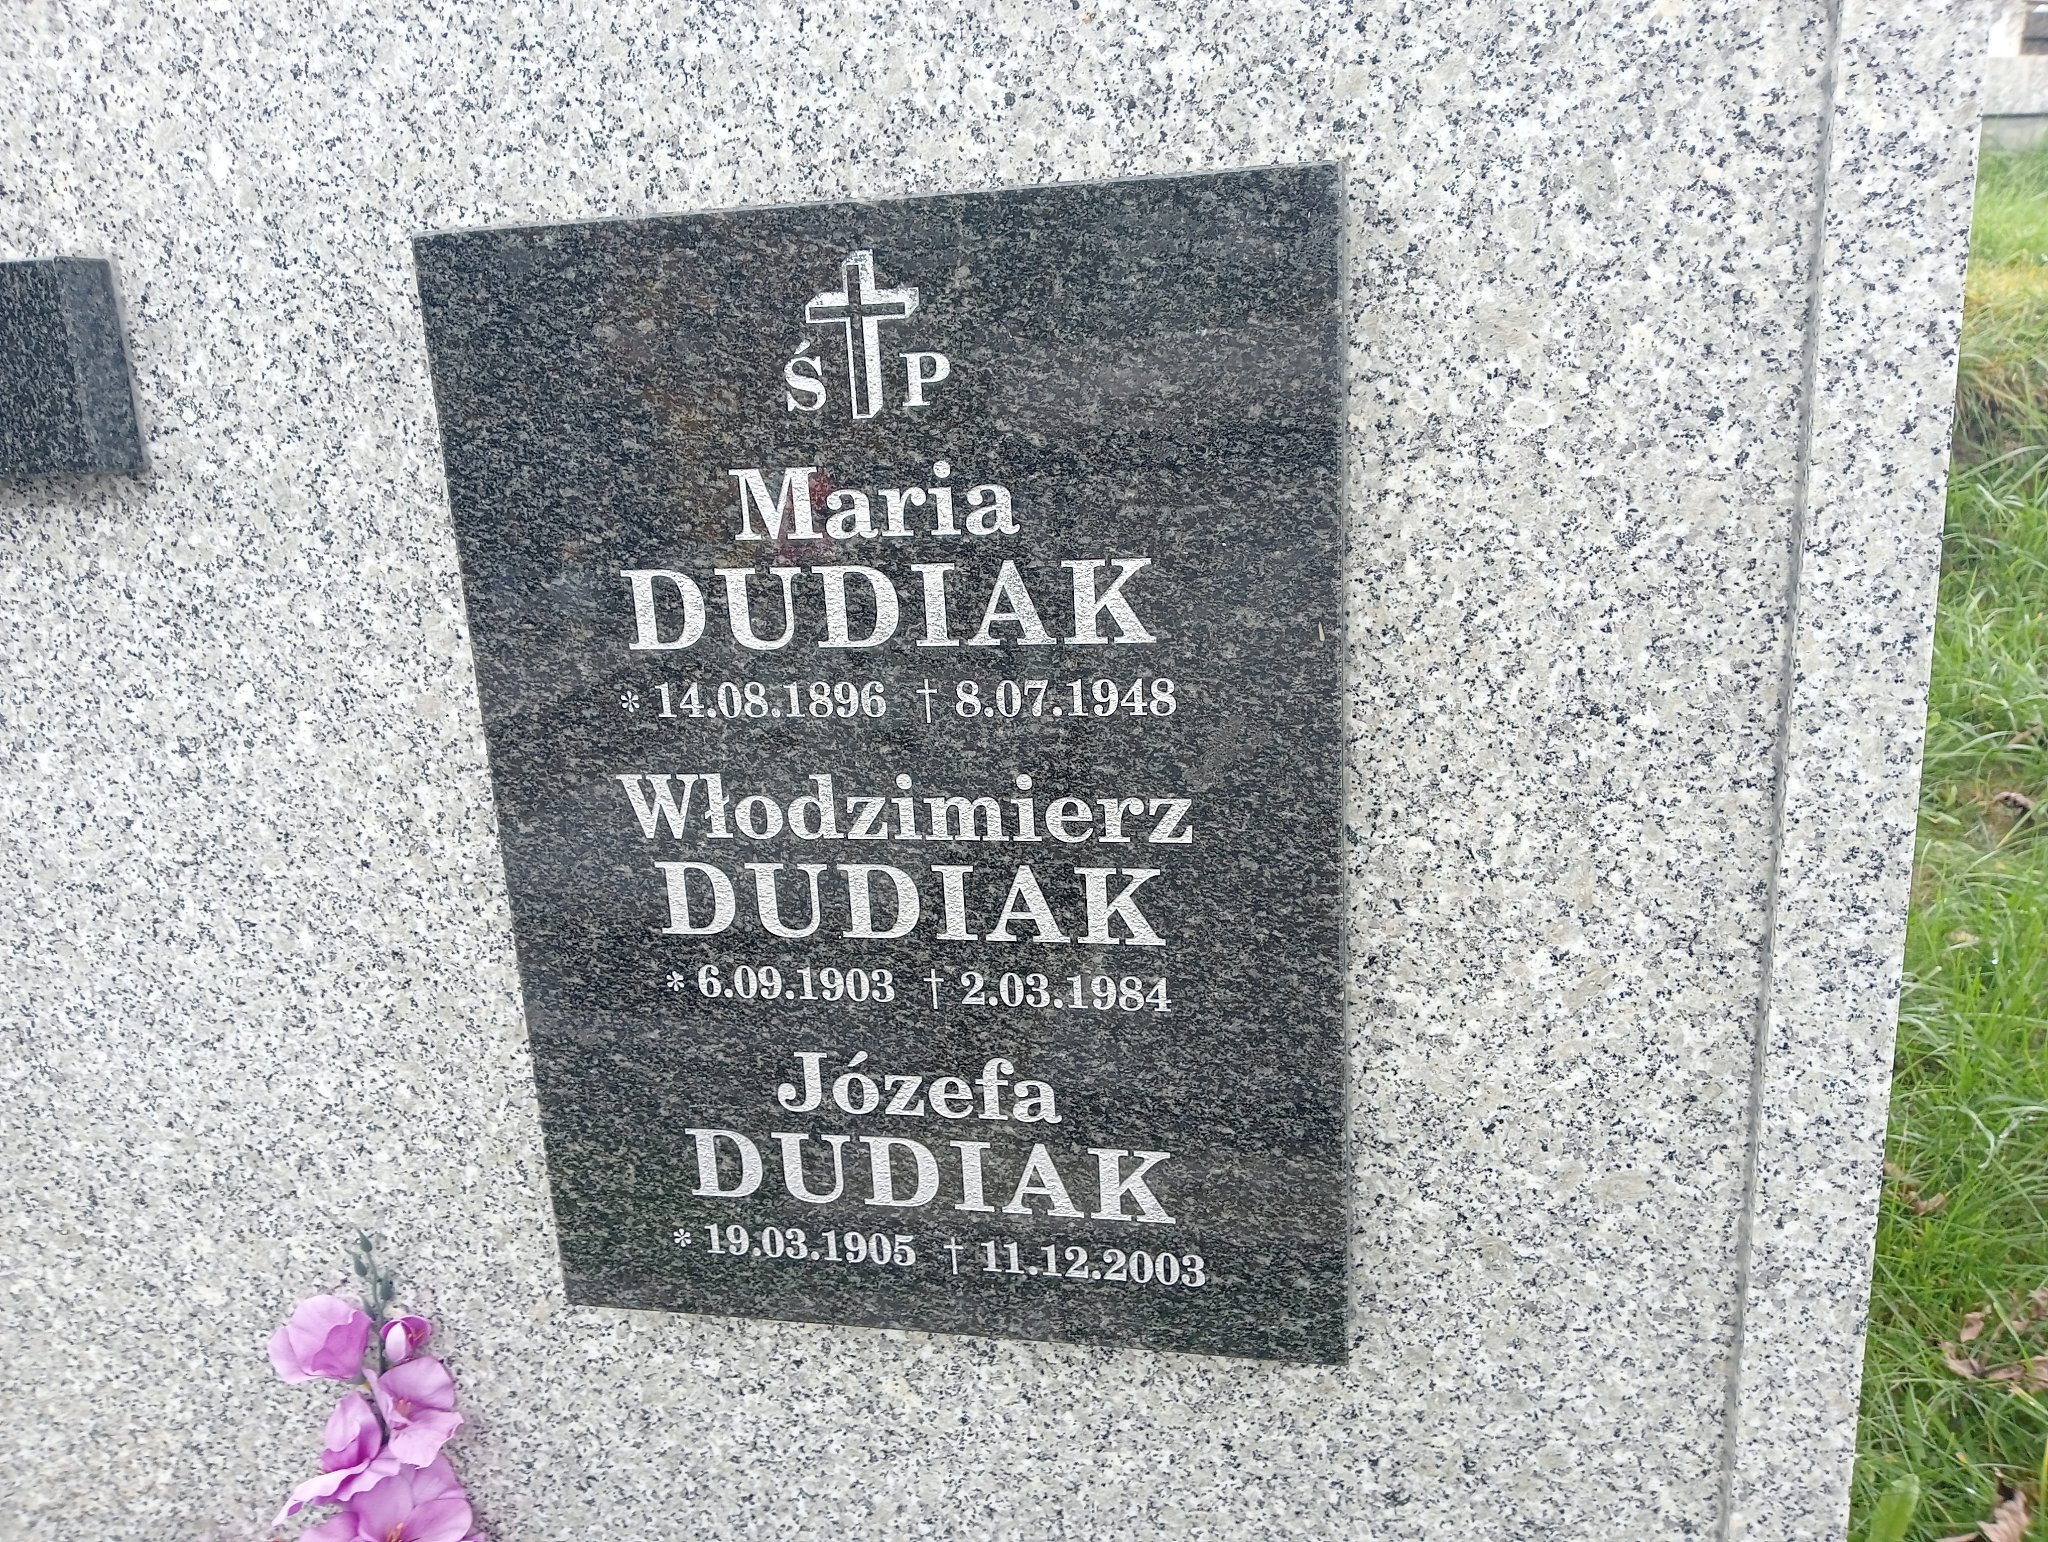 Ś P
Maria
DUDIAK
* 14.08.1896 † 8.07.1948
Włodzimierz
DUDIAK
* 6.09.1903 † 2.03.1984
Józefa
DUDIAK
* 19.03.1905 † 11.12.2003